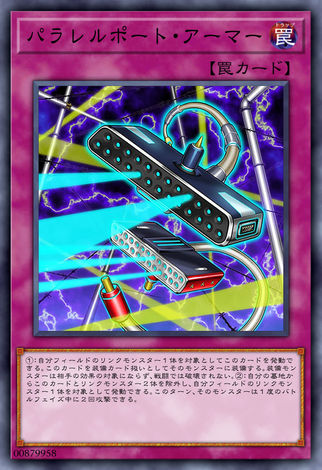 パラレルポート・アーマー
トラップ
罠
【罠カード】
①：自分フィールドのリンクモンスター１体を対象としてこのカードを発動で
きる。このカードを装備カード扱いとしてそのモンスターに装備する。装備モンス
ターは相手の効果の対象にならず、戦闘では破壊されない。②：自分の墓地か
らこのカードとリンクモンスター２体を除外し、自分フィールドのリンクモン
スター１体を対象として発動できる。このターン、そのモンスターは１度のバト
ルフェイズ中に２回攻撃できる。
00879958